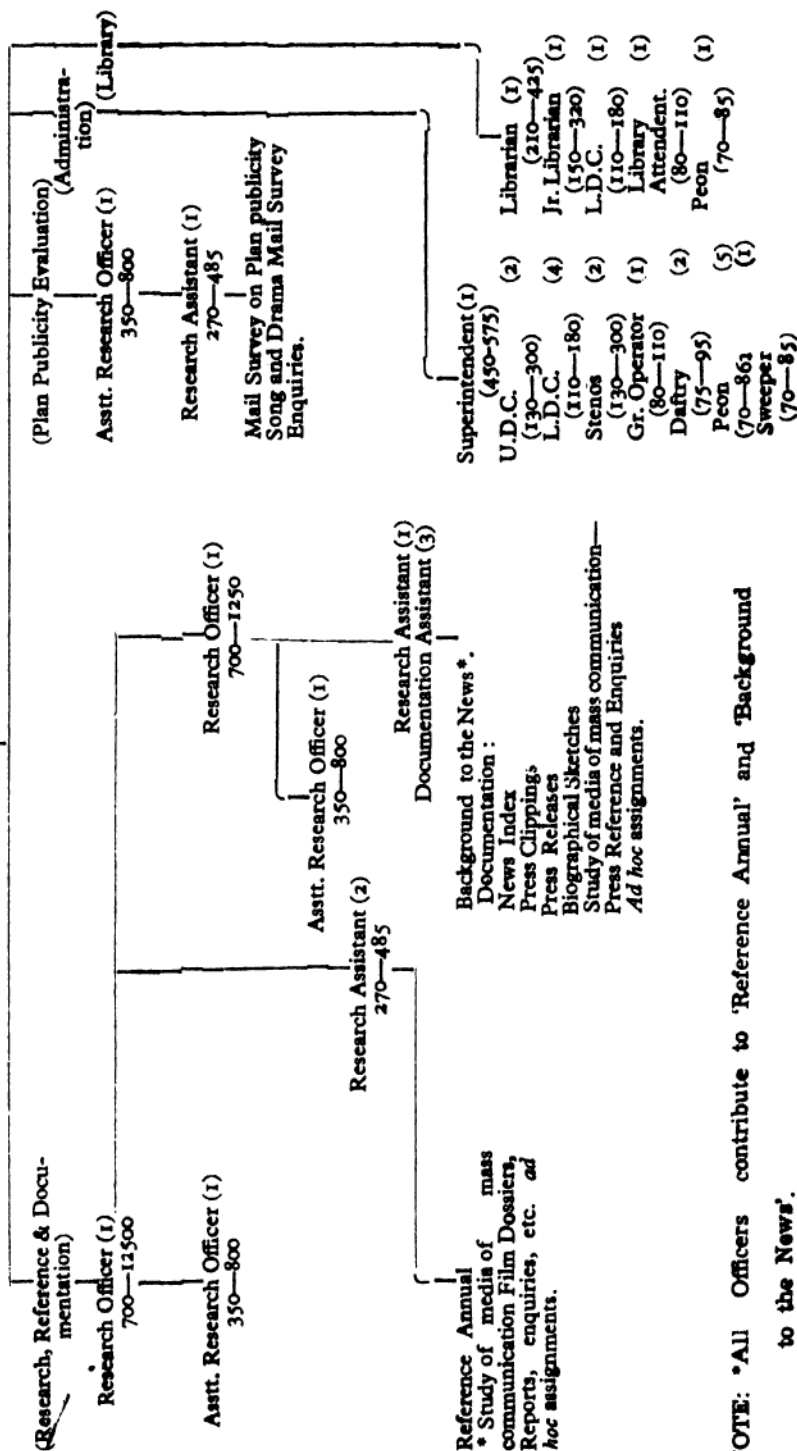 (Research, Reference & Docu-
mentation)
Research Officer (1)
700—12500
Asstt. Research Officer (1)
350—800
Research Assistant (2)
270—485
Reference Annual
* Study of media of mass
communication Film Dossiers,
Reports, enquiries, etc. ad
hoc assignments.
Research Officer (1)
700—1250
Asstt. Research Officer (1)
350—800
Research Assistant (1)
Documentation Assistant (3)
Background to the News*.
Documentation :
News Index
Press Clippings
Press Releases
Biographical Sketches
Study of media of mass communication—
Press Reference and Enquiries
Ad hoc assignments.
(Plan Publicity Evaluation)
Asstt. Research Officer (1)
350—800
Research Assistant (1)
270—485
Mail Survey on Plan publicity
Song and Drama Mail Survey
Enquiries.
(Administra-
tion)
Superintendent (1)
(450-575)
U.D.C. (2)
(130—300)
L.D.C. (4)
(110—180)
Stenos (2)
(130—300)
Gr. Operator (1)
(80—110)
Daftry (2)
(75—95)
Peon (5)
(70—862
Sweeper (1)
(70—85)
(Library)
Librarian (1)
(210—425)
Jr. Librarian (1)
(150—320)
L.D.C. (1)
(110—180)
Library (1)
Attendent.
(80—110)
Peon (1)
(70—85)
OTE: *All Officers contribute to 'Reference Annual' and 'Background
to the News'.